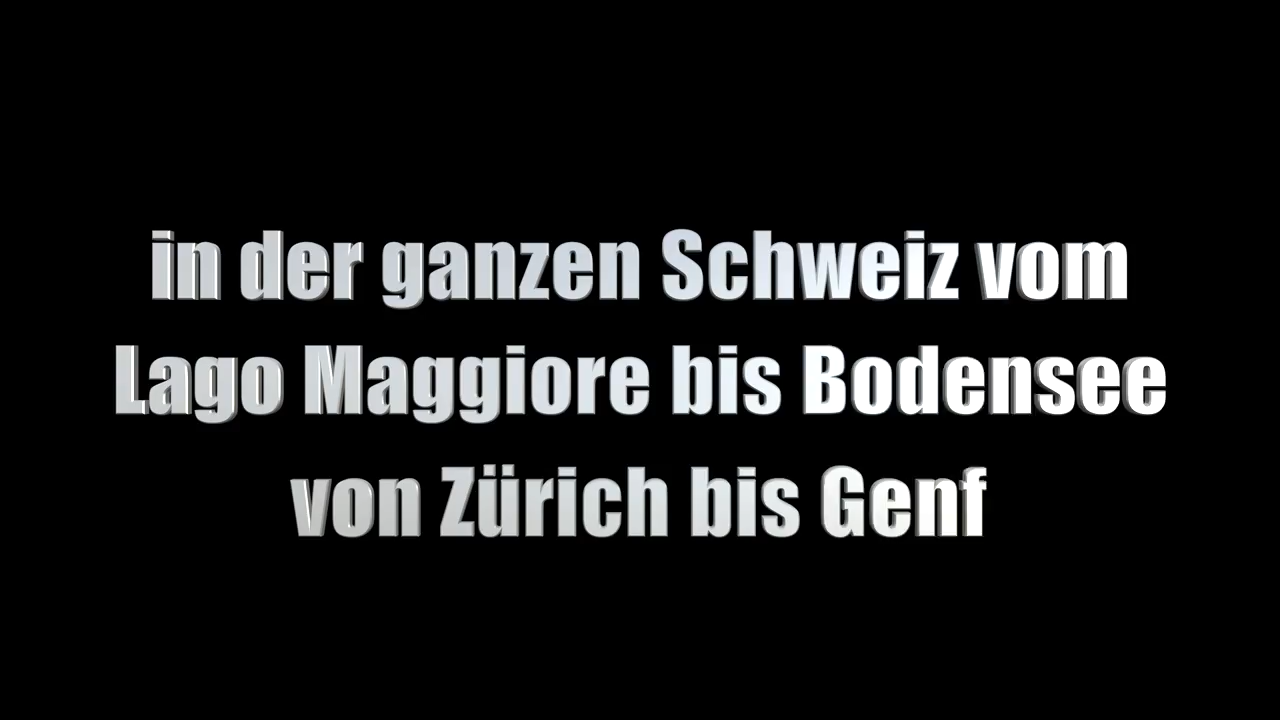 in der ganzen Schweiz vom
Lago Maggiore bis Bodensee
von Zürich bis Genf